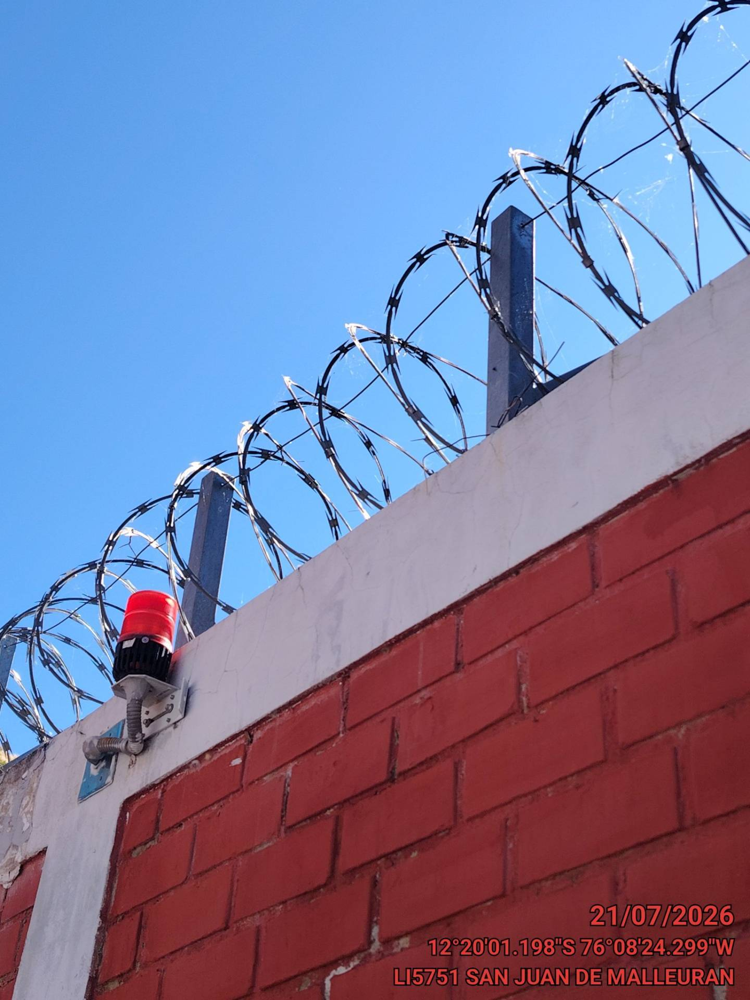 21/07/2026
12°20'01.198"S 76°08'24.299"W
LI5751 SAN JUAN DE MALLEURAN